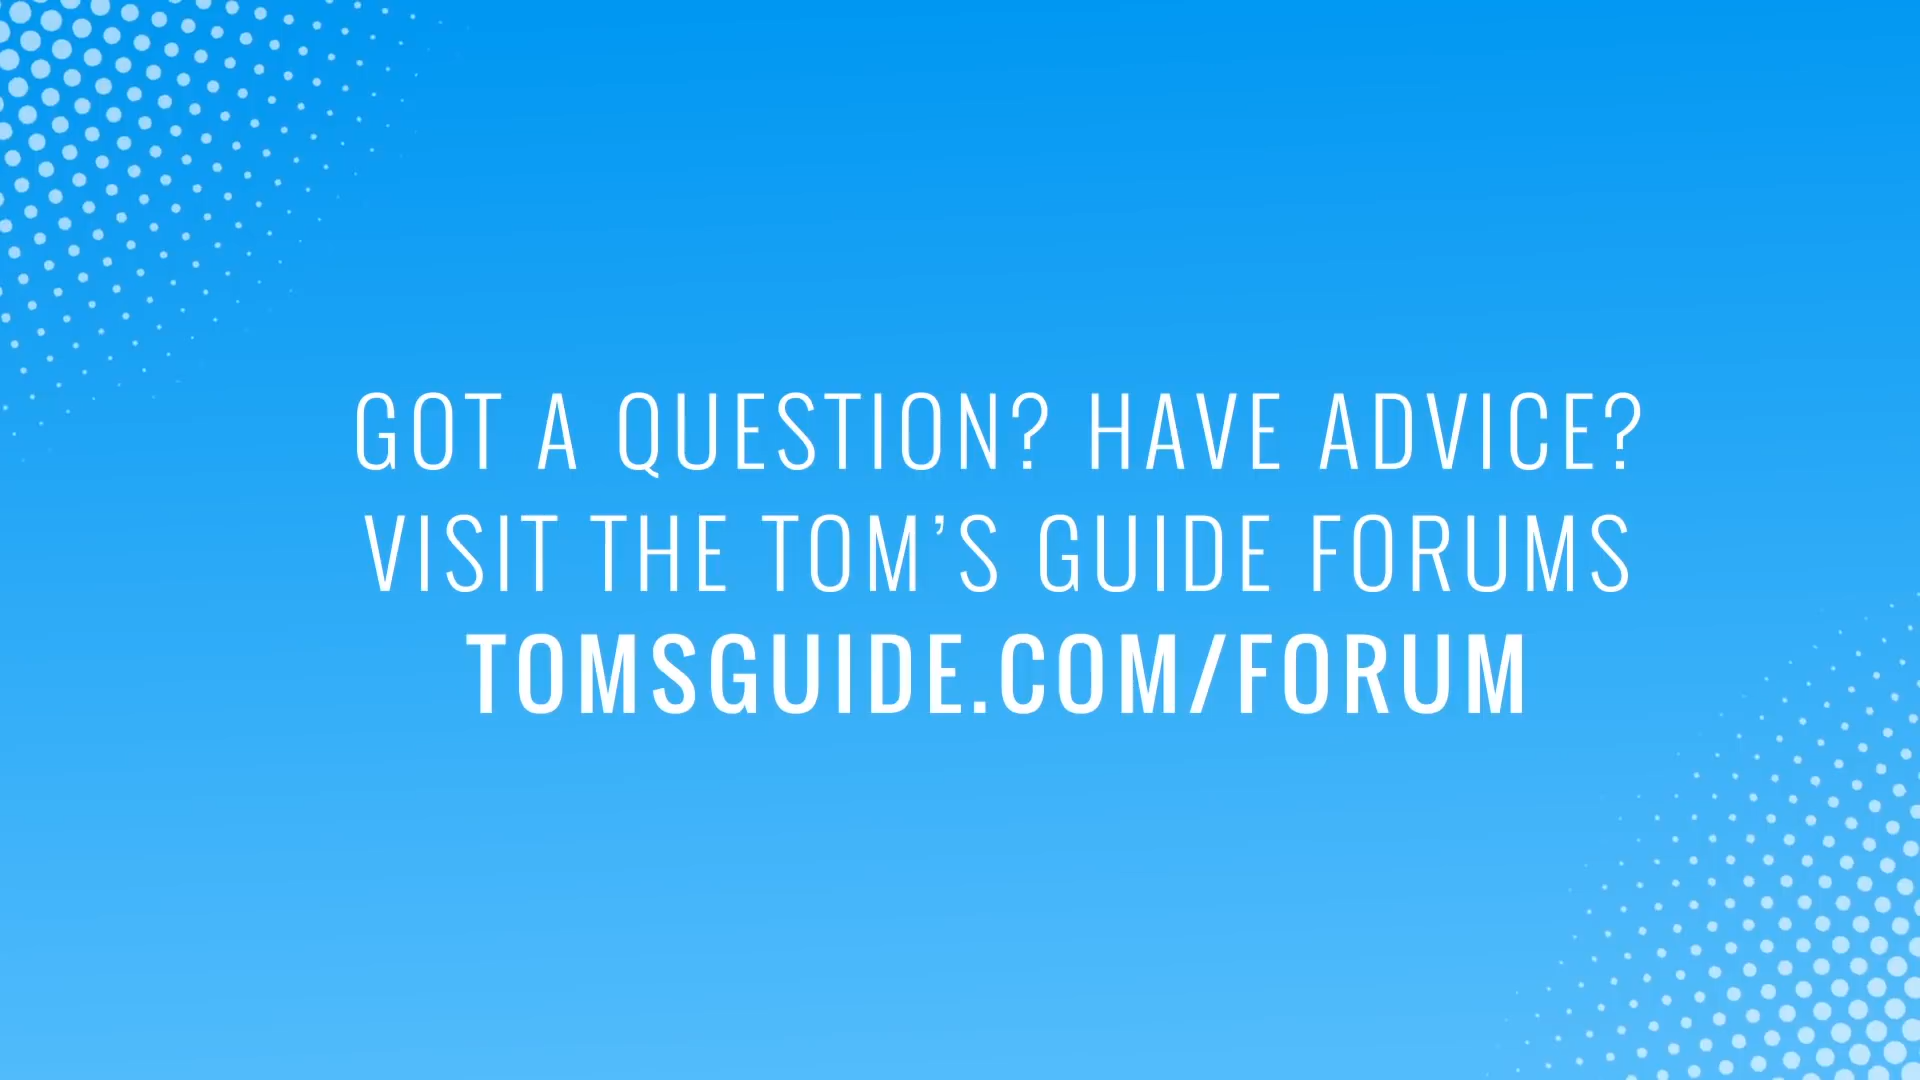 GOT A QUESTION? HAVE ADVICE?
VISIT THE TOM’S GUIDE FORUMS
TOMSGUIDE.COM/FORUM